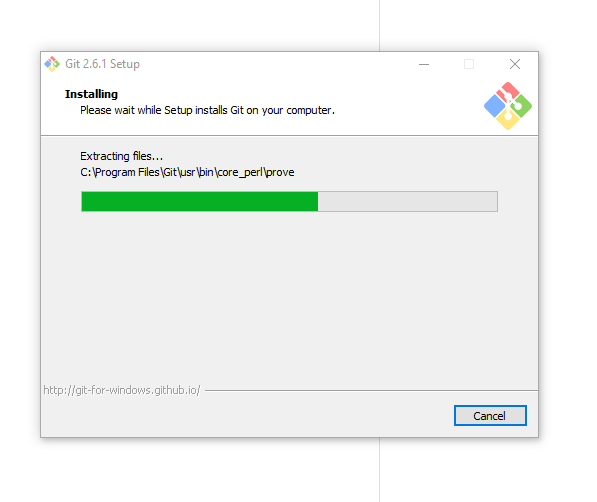 Git 2.6.1 Setup
Installing
Please wait while Setup installs Git on your computer.
Extracting files...
C:\Program Files\Git\usr\bin\core_perl\prove
http://git-for-windows.github.io/
Cancel